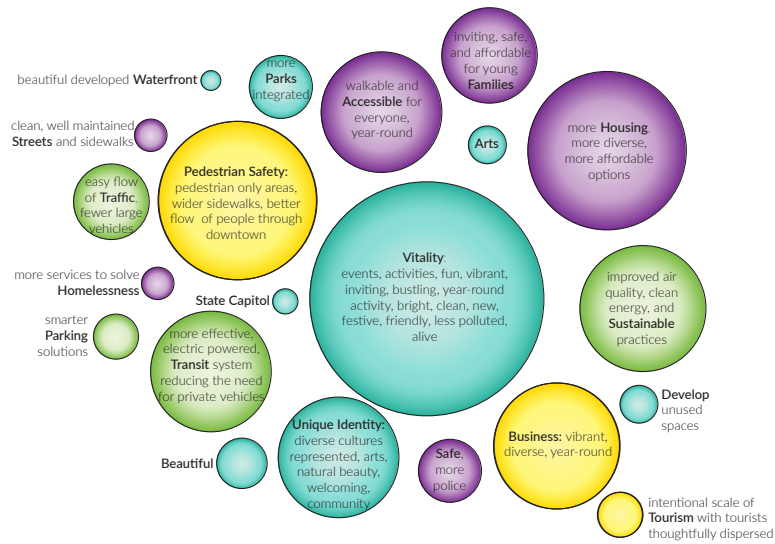 inviting, safe,
and affordable
for young
Families
beautiful developed Waterfront
more
Parks
integrated
walkable and
Accessible for
everyone,
year-round
clean, well maintained
Streets and sidewalks
Arts
more Housing,
more diverse,
more affordable
options
Pedestrian Safety:
pedestrian only areas,
wider sidewalks, better
flow of people through
downtown
easy flow
of Traffic,
fewer large
vehicles
Vitality:
events, activities, fun, vibrant,
inviting, bustling, year-round
activity, bright, clean, new,
festive, friendly, less polluted,
alive
more services to solve
Homelessness
State Capitol
improved air
quality, clean
energy, and
Sustainable
practices
smarter
Parking
solutions
more effective,
electric powered,
Transit system
reducing the need
for private vehicles
Develop
unused
spaces
Unique Identity:
diverse cultures
represented, arts,
natural beauty,
welcoming,
community
Business: vibrant,
diverse, year-round
Beautiful
Safe,
more
police
intentional scale of
Tourism with tourists
thoughtfully dispersed